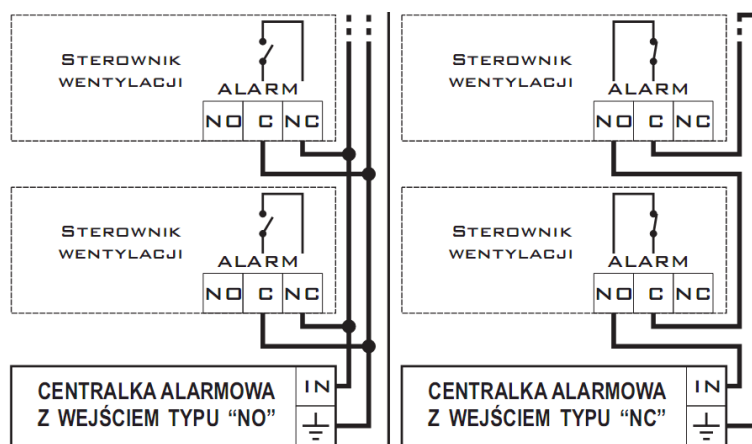 STEROWNIK
WENTYLACJI
ALARM
NO C NC
STEROWNIK
WENTYLACJI
ALARM
NO C NC
CENTRALKA ALARMOWA
Z WEJŚCIEM TYPU “NO”
IN
STEROWNIK
WENTYLACJI
ALARM
NO C NC
STEROWNIK
WENTYLACJI
ALARM
NO C NC
CENTRALKA ALARMOWA
Z WEJŚCIEM TYPU “NC”
IN